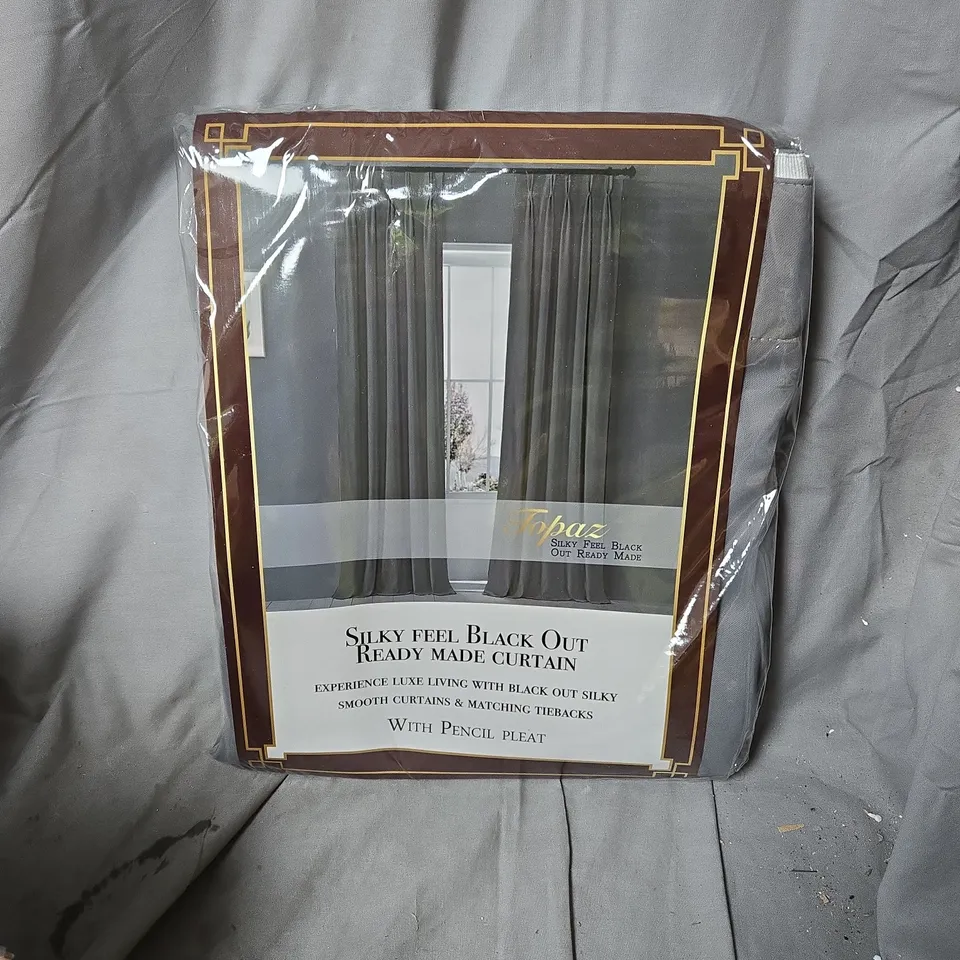 Topaz
Silky Feel Black
Out Ready Made
Silky feel Black Out
Ready made curtain
experience luxe living with black out silky
smooth curtains & matching tiebacks
With Pencil pleat